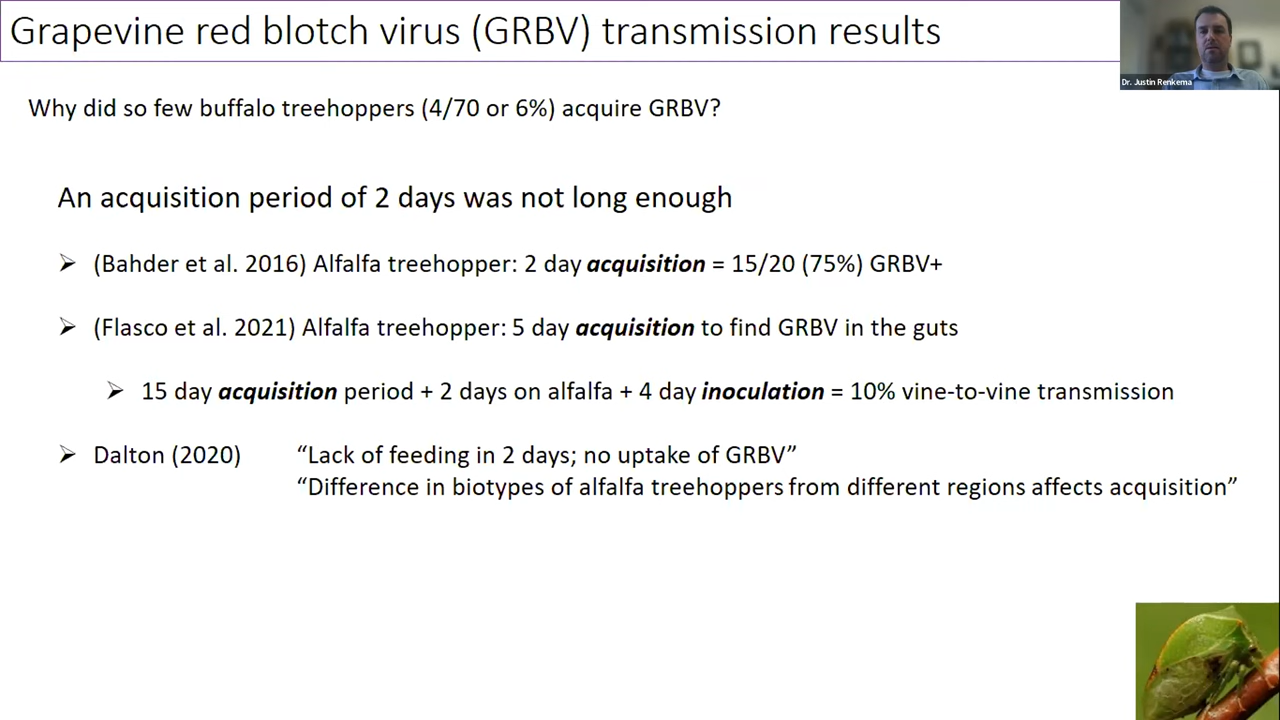 Grapevine red blotch virus (GRBV) transmission results
Dr. Justin Renkema
Why did so few buffalo treehoppers (4/70 or 6%) acquire GRBV?
An acquisition period of 2 days was not long enough
➢ (Bahder et al. 2016) Alfalfa treehopper: 2 day acquisition = 15/20 (75%) GRBV+
➢ (Flasco et al. 2021) Alfalfa treehopper: 5 day acquisition to find GRBV in the guts
➢ 15 day acquisition period + 2 days on alfalfa + 4 day inoculation = 10% vine-to-vine transmission
➢ Dalton (2020) “Lack of feeding in 2 days; no uptake of GRBV”
“Difference in biotypes of alfalfa treehoppers from different regions affects acquisition”